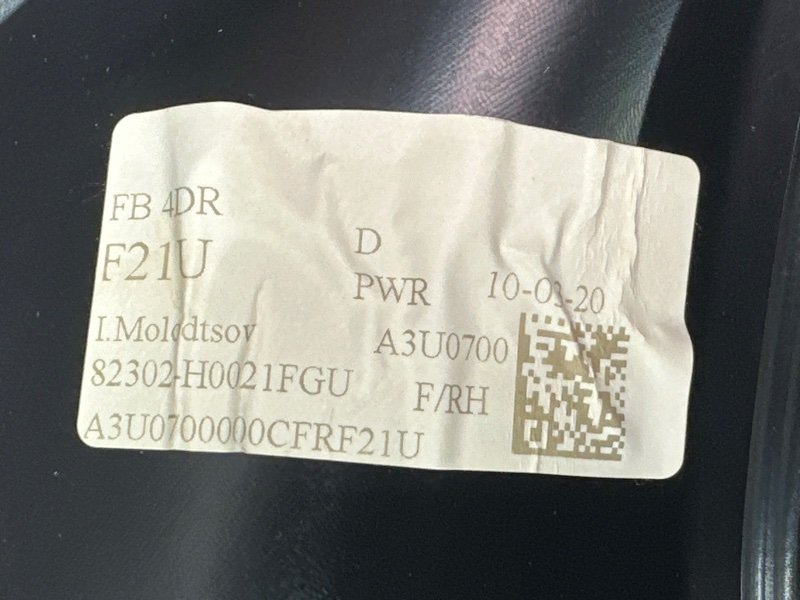 FB 4DR
F21U
D
PWR
10-03-20
I.Molodtsov
A3U0700
82302-H0021FGU
F/RH
A3U0700000CFRF21U